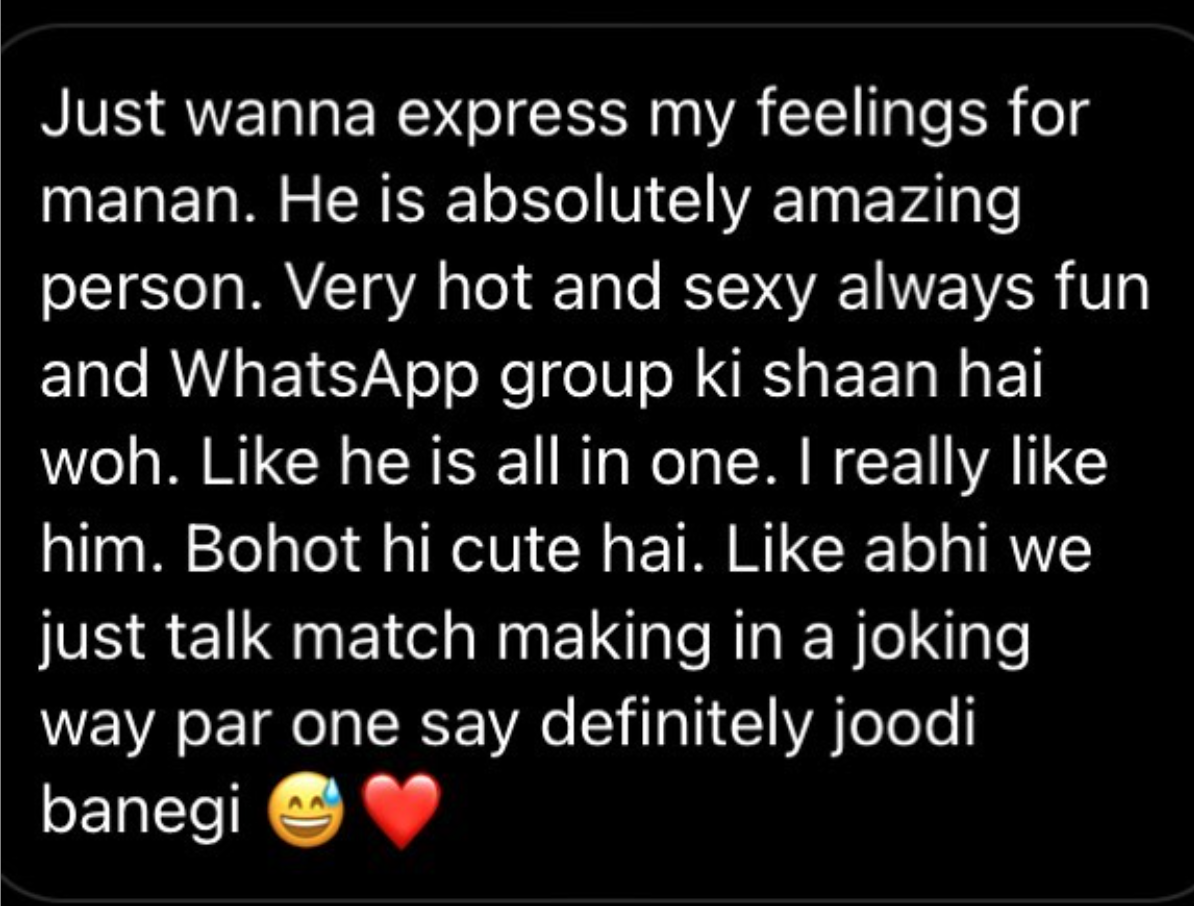 Just wanna express my feelings for
manan. He is absolutely amazing
person. Very hot and sexy always fun
and WhatsApp group ki shaan hai
woh. Like he is all in one. I really like
him. Bohot hi cute hai. Like abhi we
just talk match making in a joking
way par one say definitely joodi
banegi 😅❤️